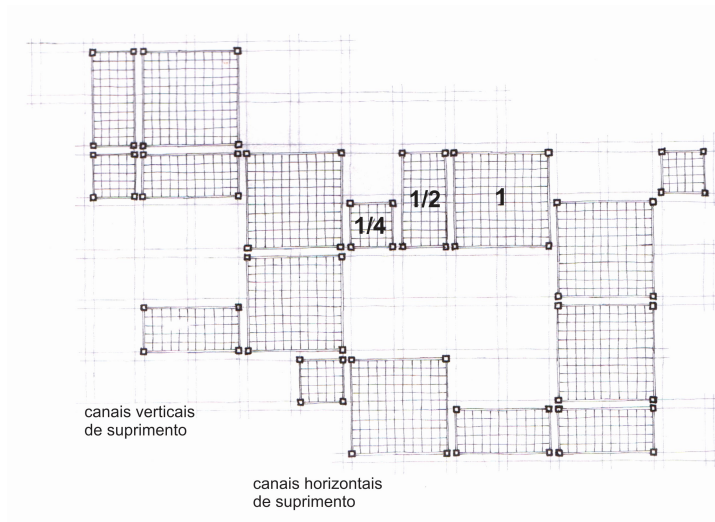 1/4
1/2
1
canais verticais
de suprimento
canais horizontais
de suprimento